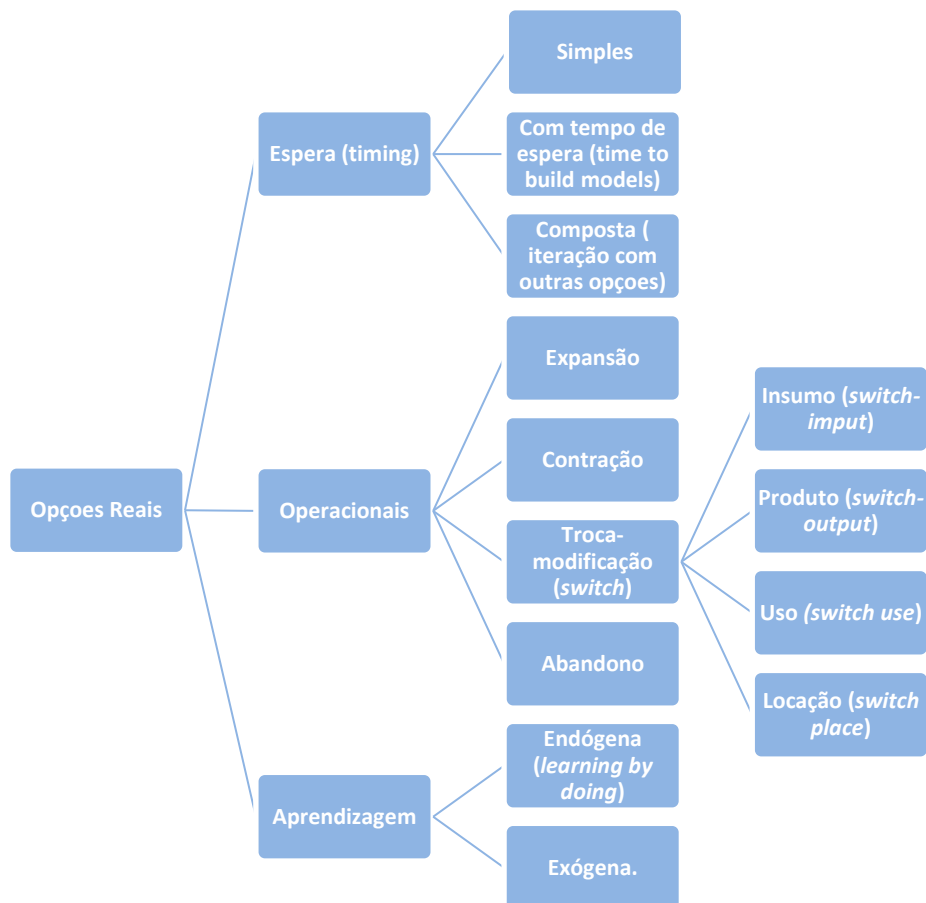 Opçoes Reais
Espera (timing)
Simples
Com tempo de
espera (time to
build models)
Composta (
iteração com
outras opçoes)
Operacionais
Expansão
Contração
Troca-
modificação
(switch)
Insumo (switch-
imput)
Produto (switch-
output)
Uso (switch use)
Locação (switch
place)
Abandono
Aprendizagem
Endógena
(learning by
doing)
Exógena.